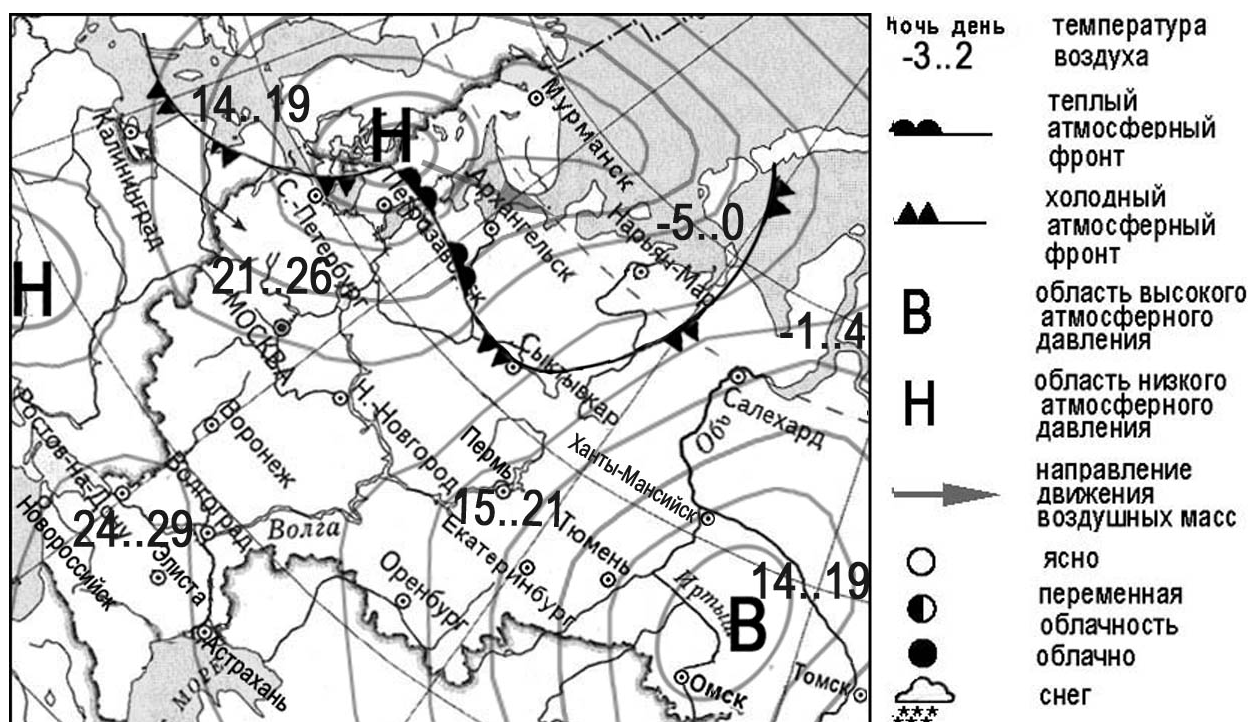 14..19
Н
Мурманск
Калининград
С.-Петербург
Петрозаводск
Архангельск
Нарьян-Мар
-5..0
Н
21..26
МОСКВА
-1..4
Сыктывкар
Салехард
Обь
Ростов-на-Дону
Воронеж
Н.-Новгород
Пермь
Ханты-Мансийск
Волгоград
15..21
Тюмень
24..29
Новороссийск
Элиста
Волга
Екатеринбург
Оренбург
Иртыш
14..19
В
Астрахань
МОРЕ
Омск
Томск
ночь день
-3..2
температура
воздуха
теплый
атмосферный
фронт
холодный
атмосферный
фронт
В
область высокого
атмосферного
давления
Н
область низкого
атмосферного
давления
направление
движения
воздушных масс
ясно
переменная
облачность
облачно
снег